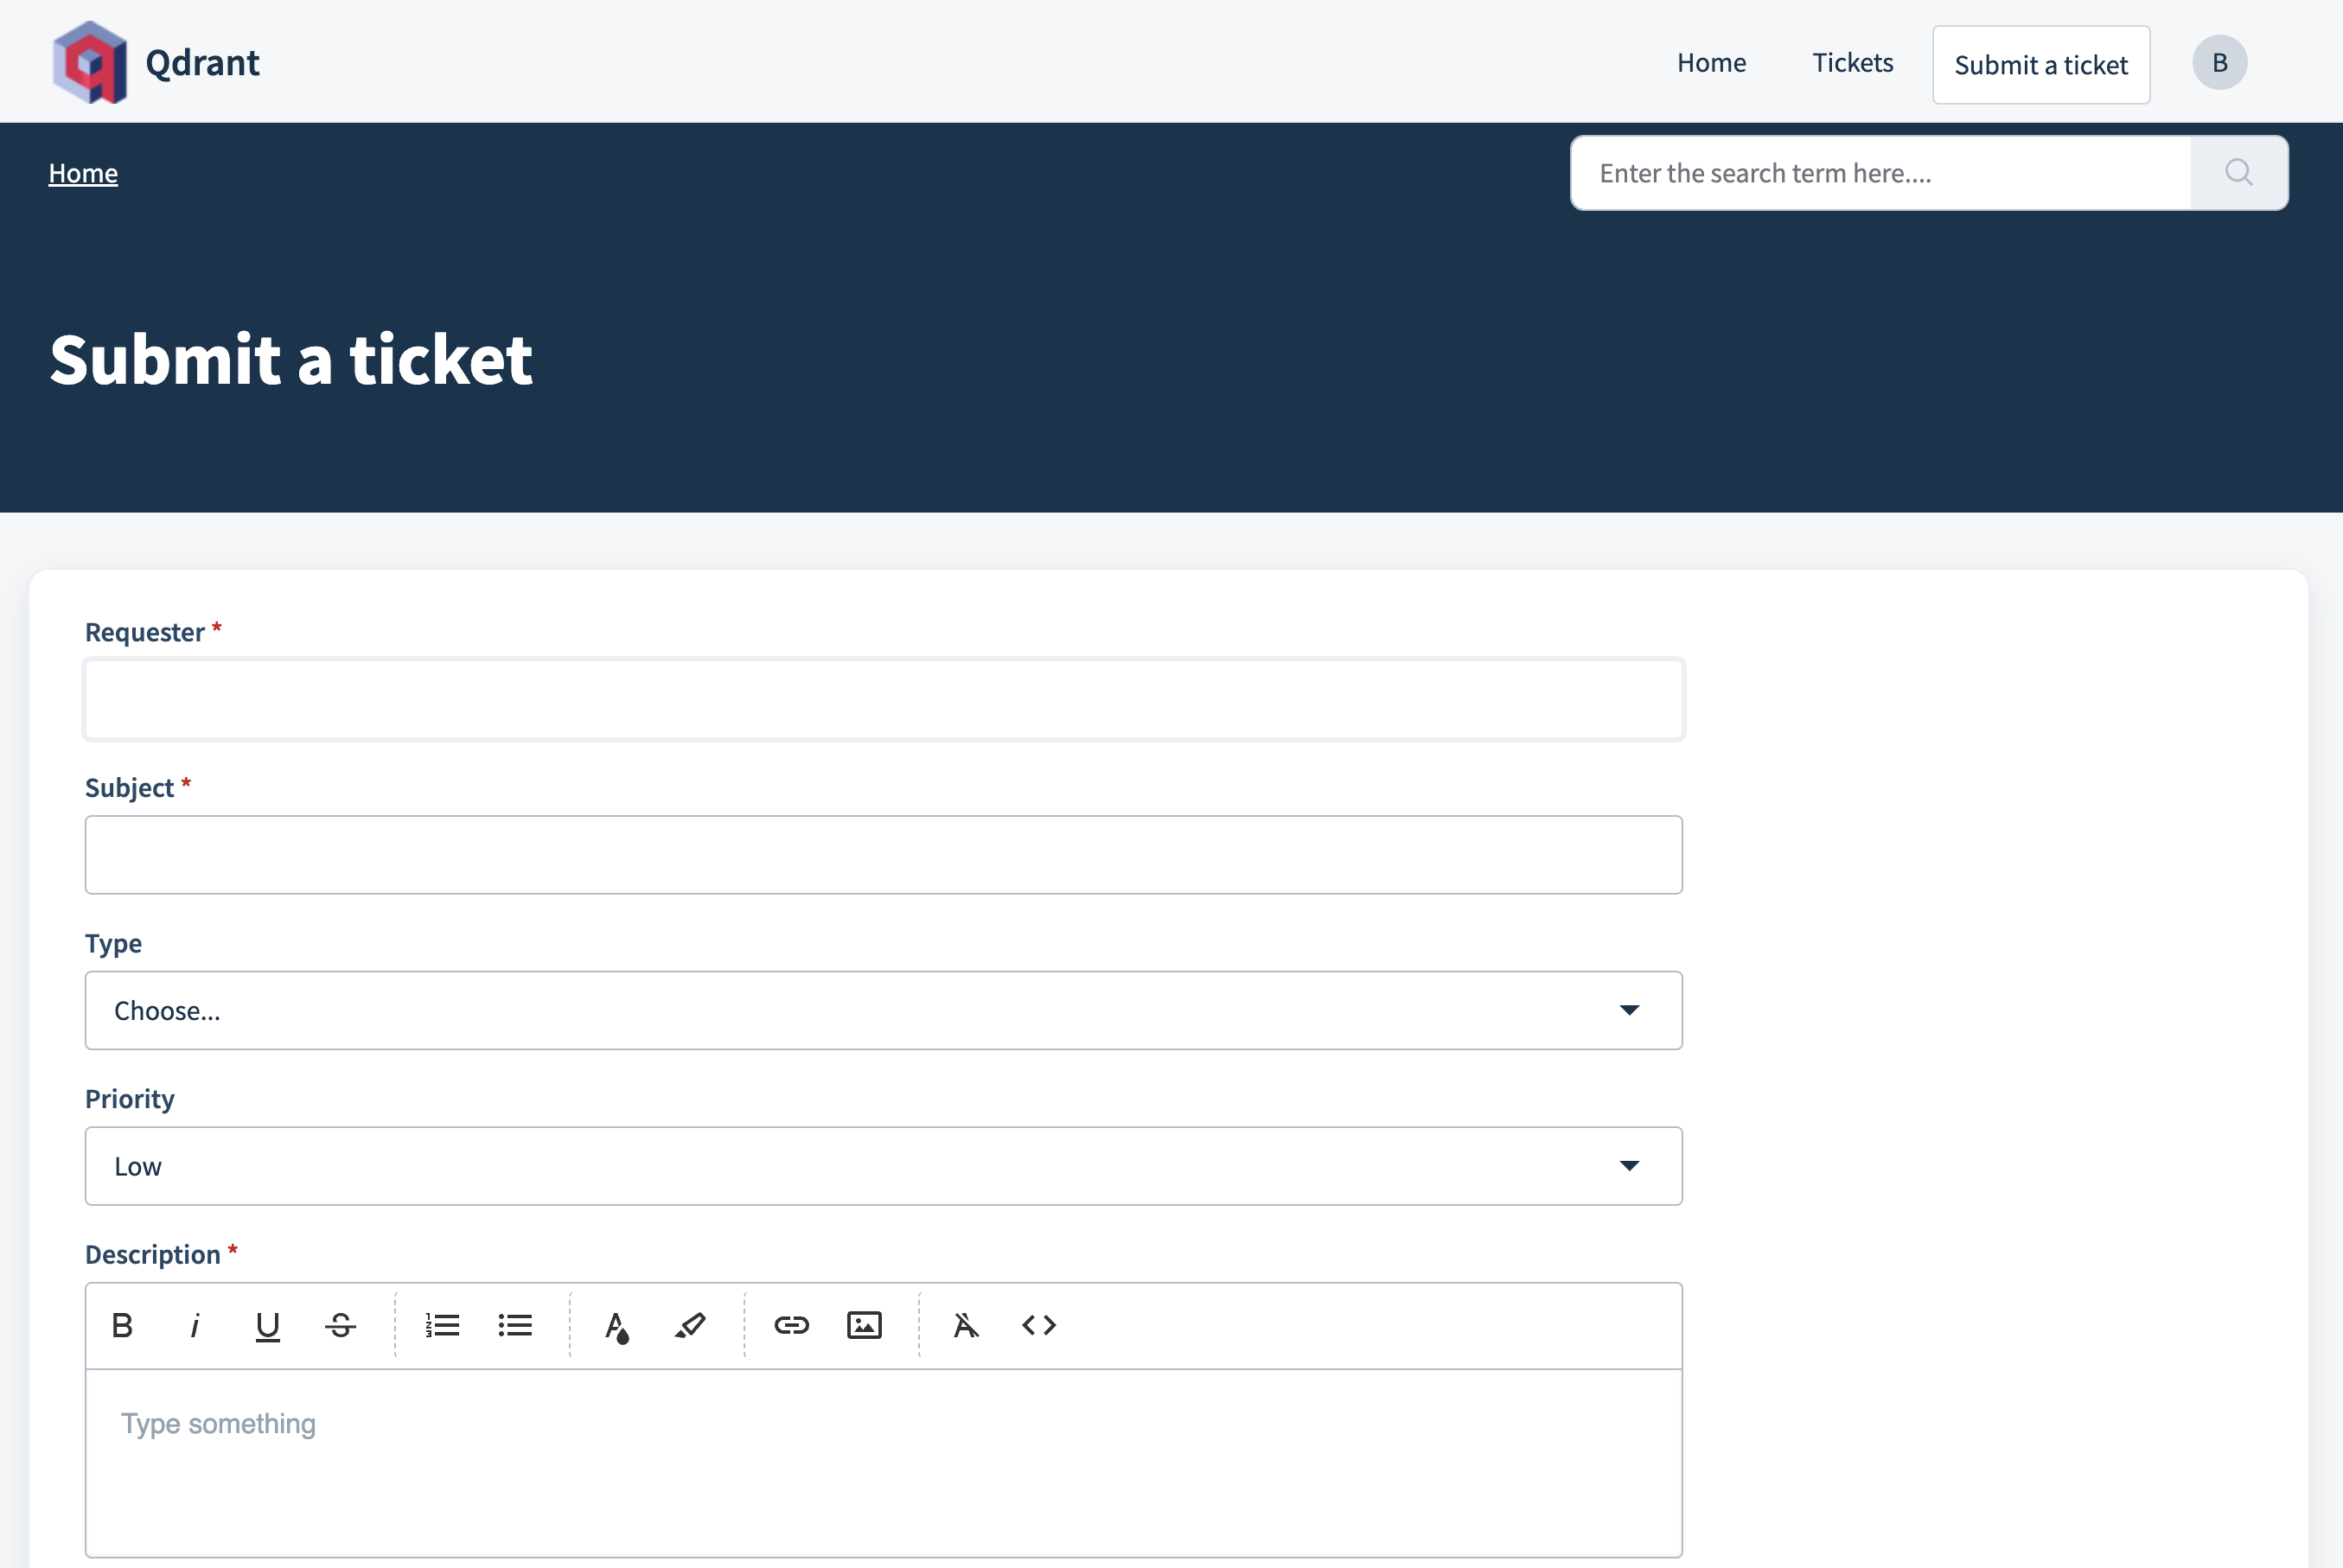 Qdrant
Home Tickets Submit a ticket B
Home
Enter the search term here....
Submit a ticket
Requester *
Subject *
Type
Choose...
Priority
Low
Description *
Type something